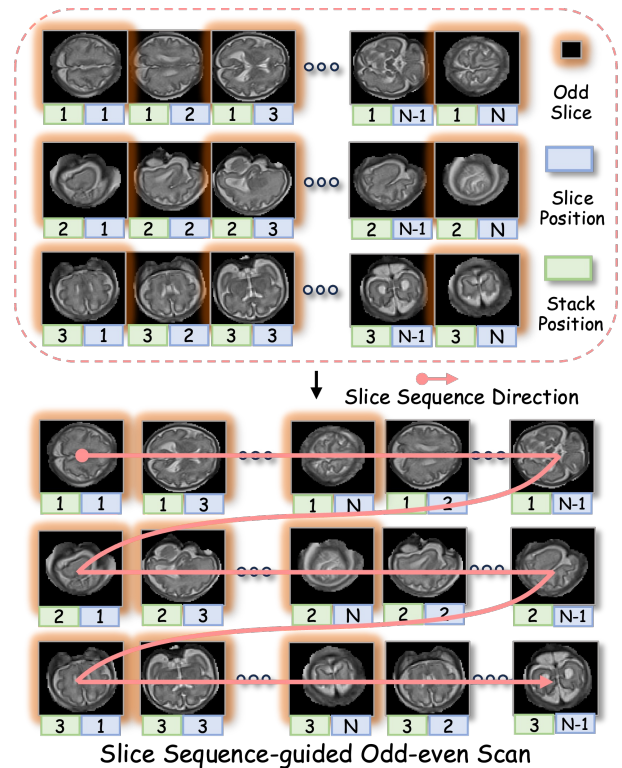 1 1 1 2 1 3 1 N-1 1 N
Odd
Slice
2 1 2 2 2 3 2 N-1 2 N
Slice
Position
3 1 3 2 3 3 3 N-1 3 N
Stack
Position
Slice Sequence Direction
1 1 1 3 1 N 1 2 1 N-1
2 1 2 3 2 N 2 2 2 N-1
3 1 3 3 3 N 3 2 3 N-1
Slice Sequence-guided Odd-even Scan